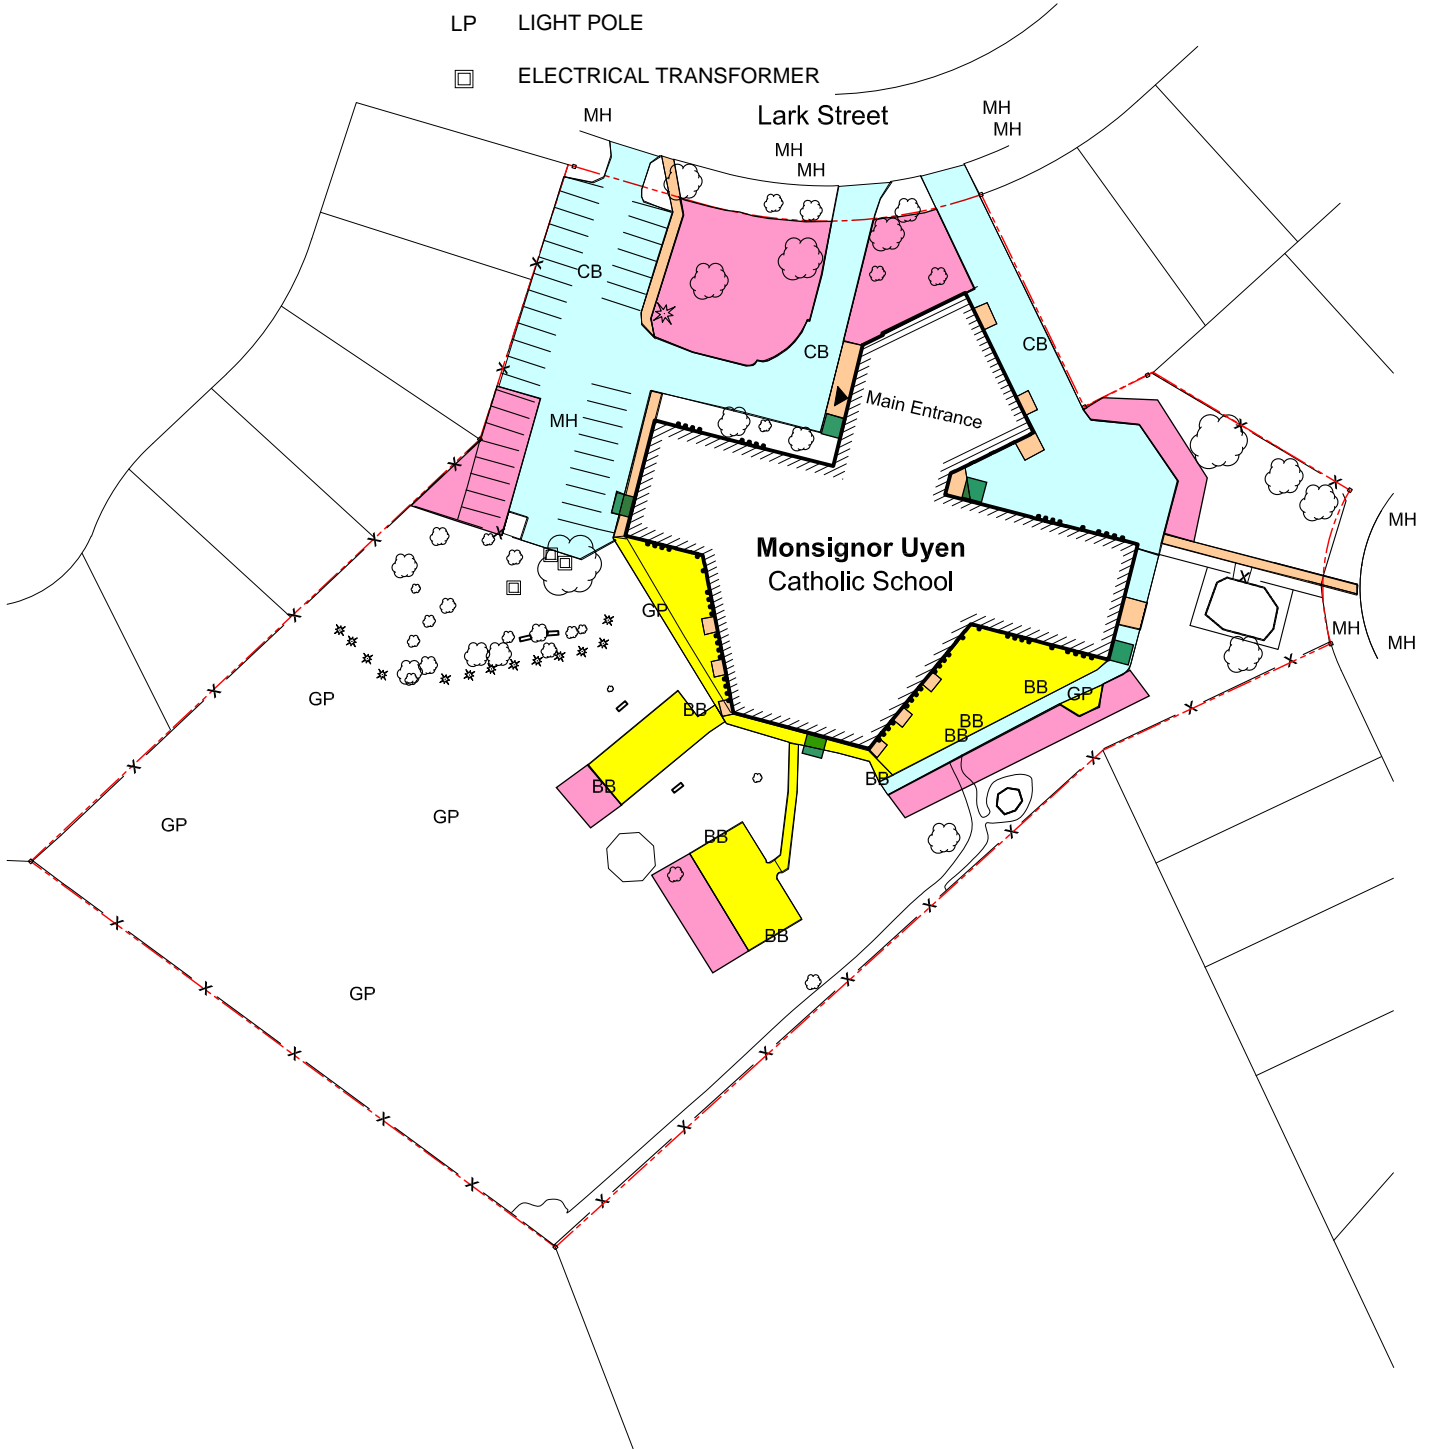 LP LIGHT POLE
ELECTRICAL TRANSFORMER
MH
Lark Street
MH
MH
MH
MH
CB
CB
CB
Main Entrance
MH
MH
Monsignor Uyen
Catholic School
GP
MH
MH
GP
BB
BB
GP
BB
BB
BB
BB
GP
GP
BB
BB
GP